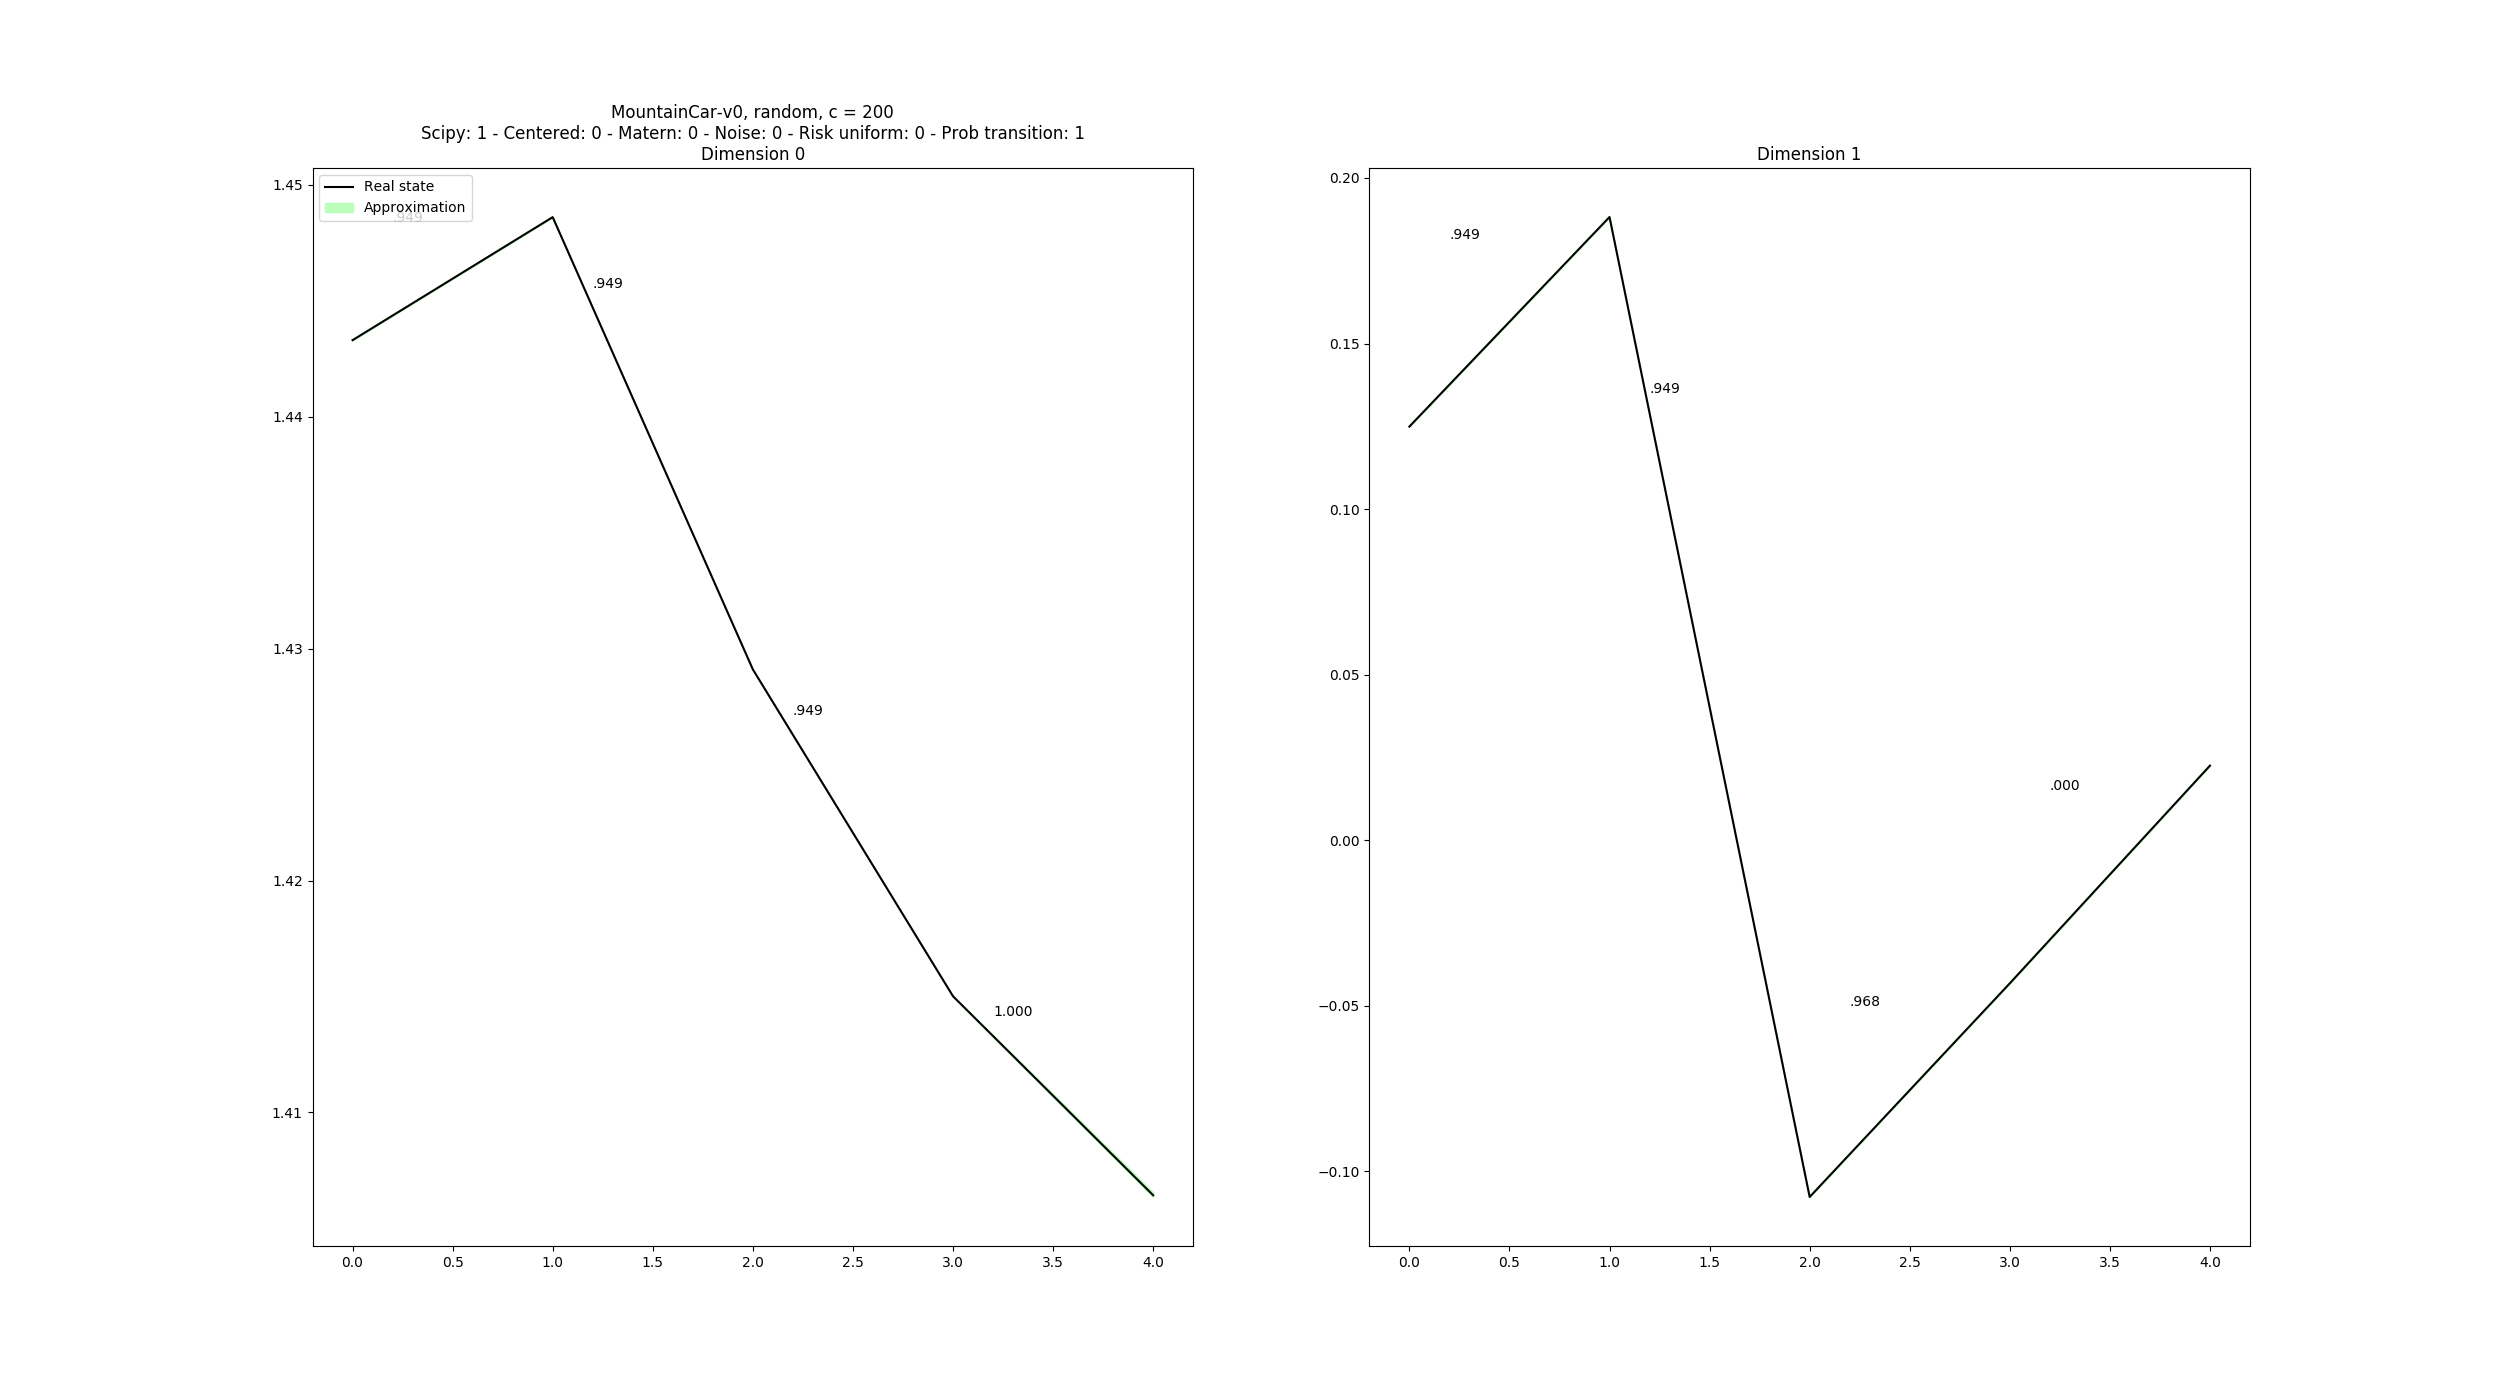 MountainCar-v0, random, c = 200
Scipy: 1 - Centered: 0 - Matern: 0 - Noise: 0 - Risk uniform: 0 - Prob transition: 1
Dimension 0
Real state
Approximation
.949
.949
.949
1.000
1.45
1.44
1.43
1.42
1.41
0.0 0.5 1.0 1.5 2.0 2.5 3.0 3.5 4.0
Dimension 1
.949
.949
.968
.000
0.20
0.15
0.10
0.05
0.00
−0.05
−0.10
0.0 0.5 1.0 1.5 2.0 2.5 3.0 3.5 4.0